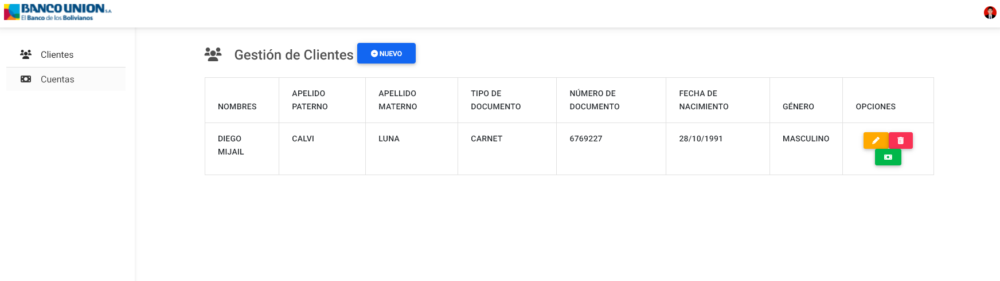 BANCO UNION S.A.
El Banco de los Bolivianos
Clientes
Cuentas
Gestión de Clientes
NUEVO
NOMBRES
APELIDO
PATERNO
APELLIDO
MATERNO
TIPO DE
DOCUMENTO
NÚMERO DE
DOCUMENTO
FECHA DE
NACIMIENTO
GÉNERO
OPCIONES
DIEGO
MIJAIL
CALVI
LUNA
CARNET
6769227
28/10/1991
MASCULINO